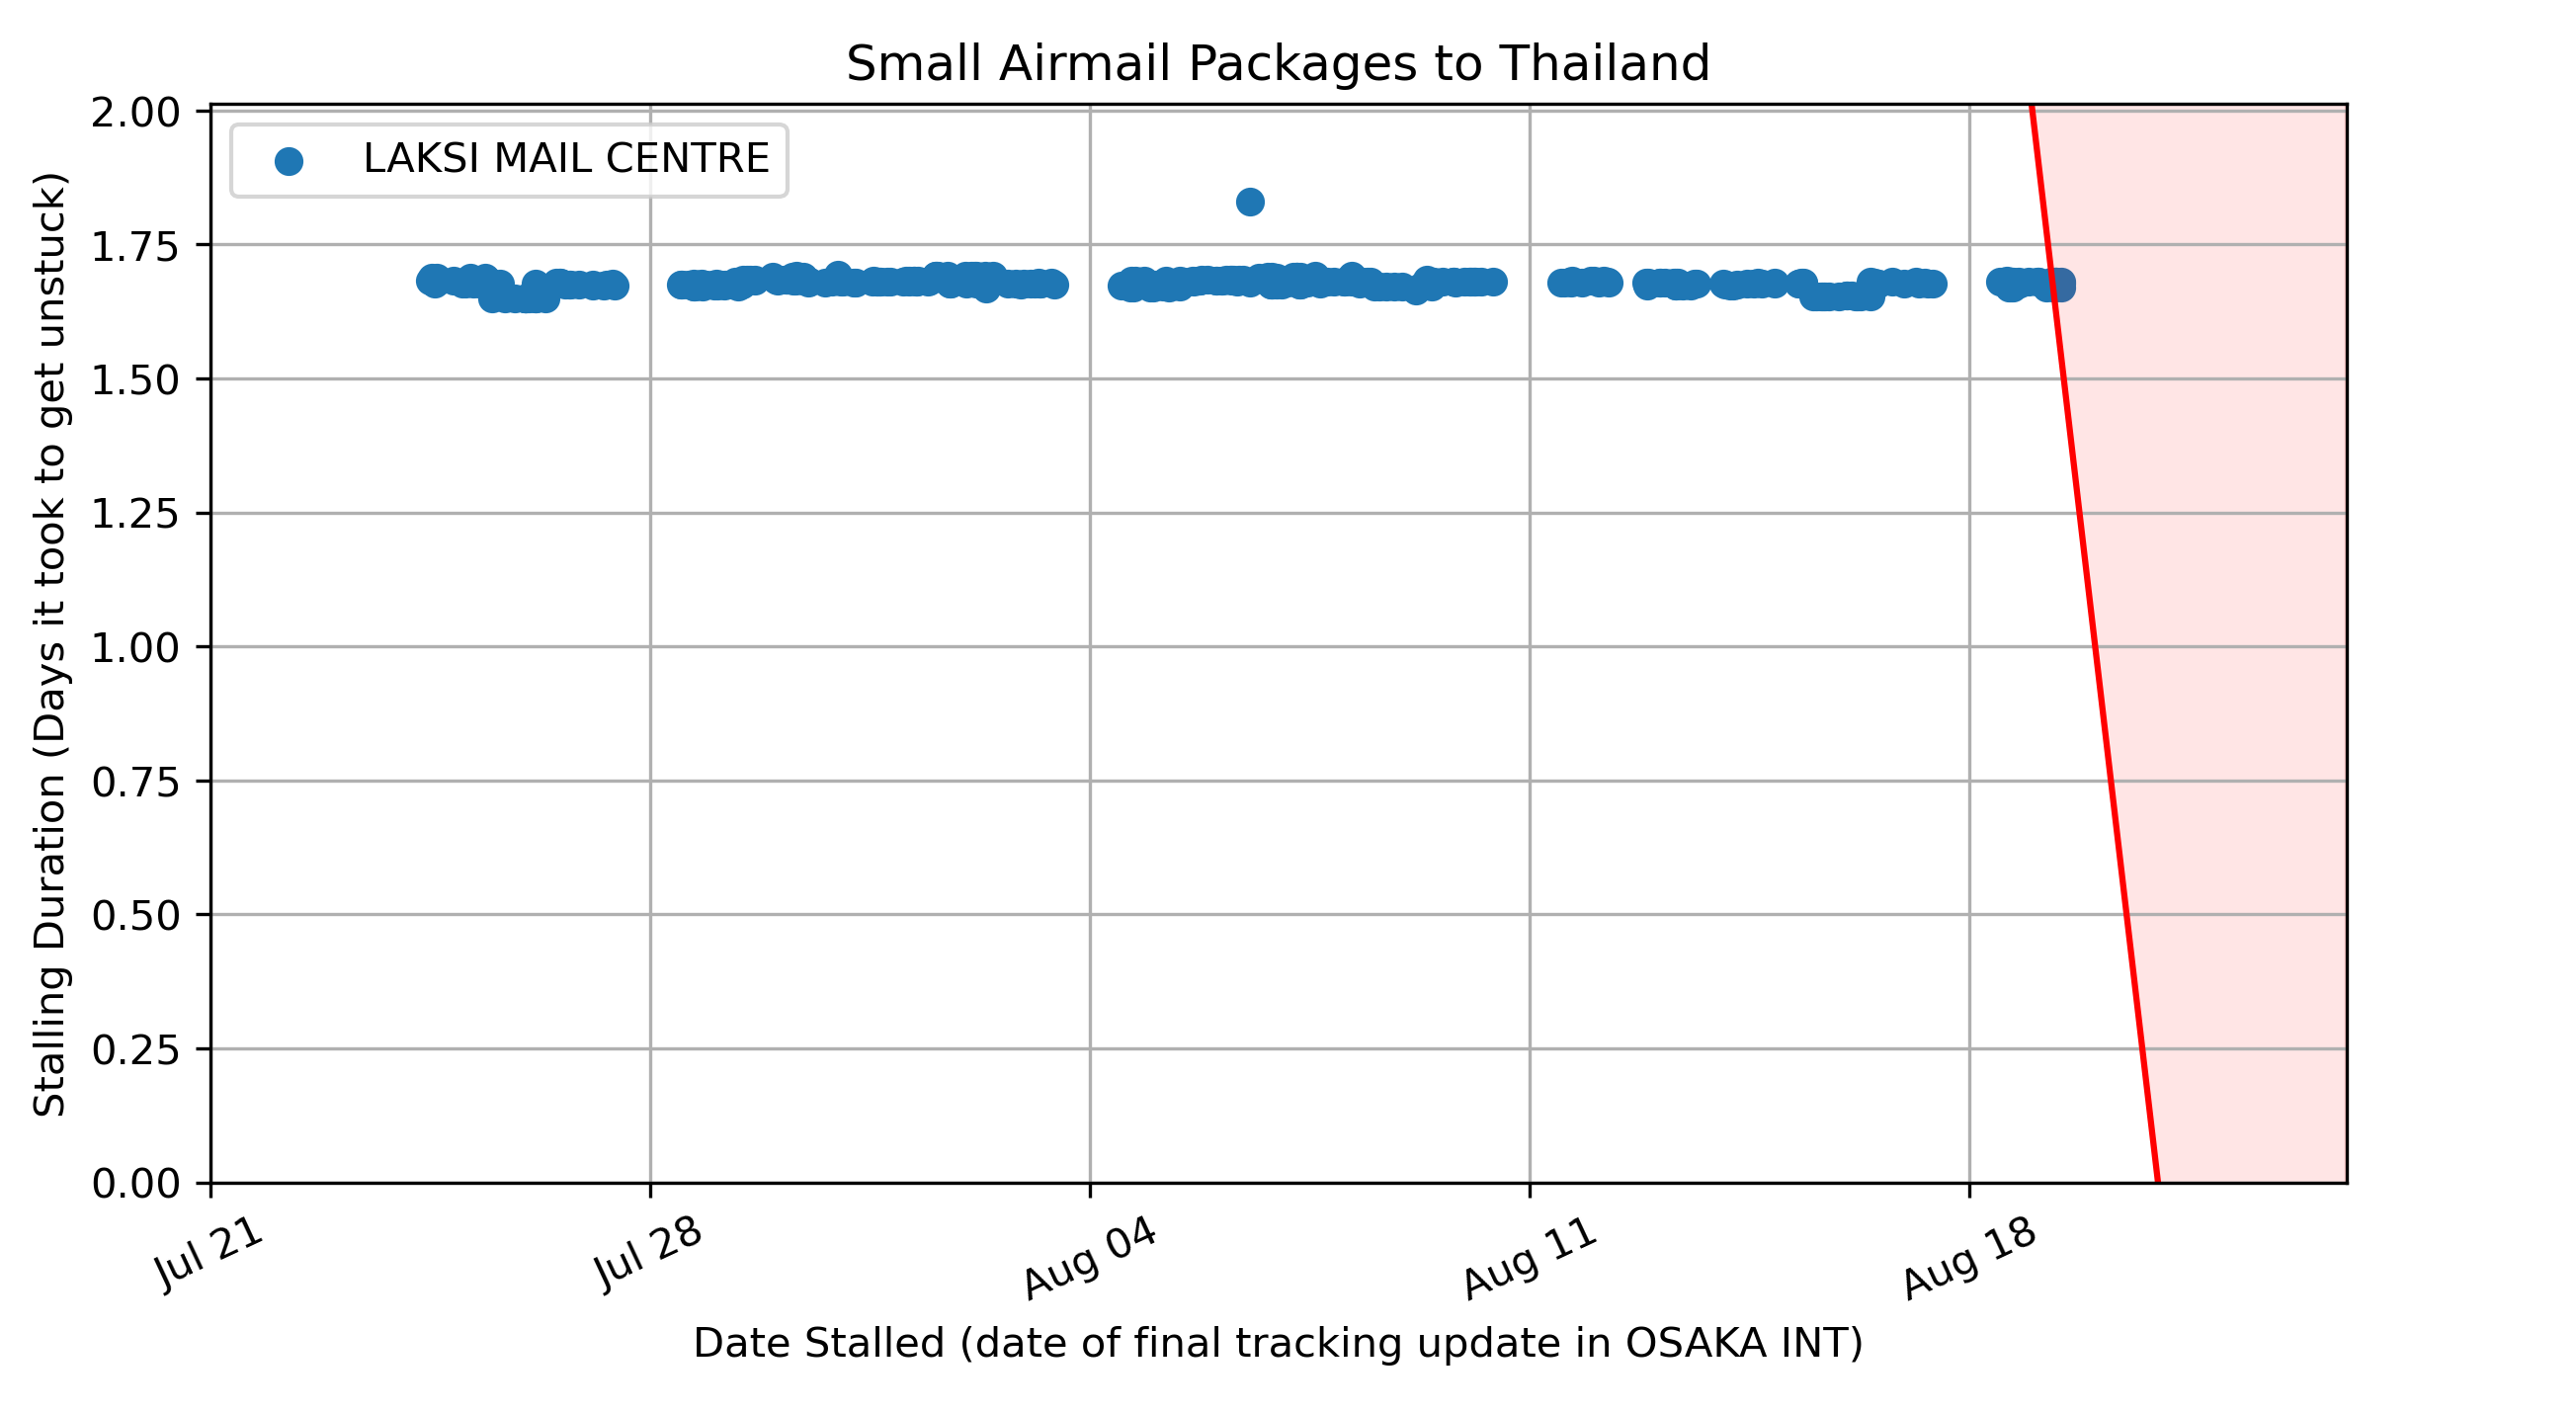 Small Airmail Packages to Thailand
LAKSI MAIL CENTRE
Stalling Duration (Days it took to get unstuck)
2.00
1.75
1.50
1.25
1.00
0.75
0.50
0.25
0.00
Jul 21
Jul 28
Aug 04
Aug 11
Aug 18
Date Stalled (date of final tracking update in OSAKA INT)